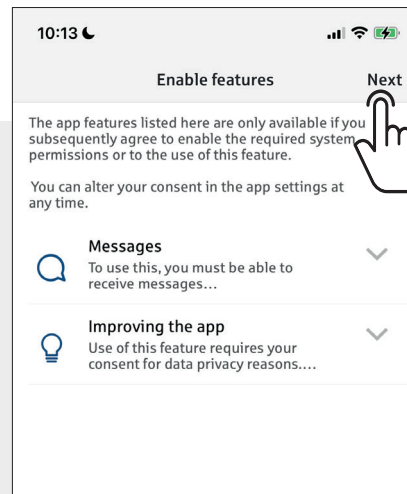 10:13
Enable features Next
The app features listed here are only available if you
subsequently agree to enable the required system
permissions or to the use of this feature.
You can alter your consent in the app settings at
any time.
Messages
To use this, you must be able to
receive messages...
Improving the app
Use of this feature requires your
consent for data privacy reasons....